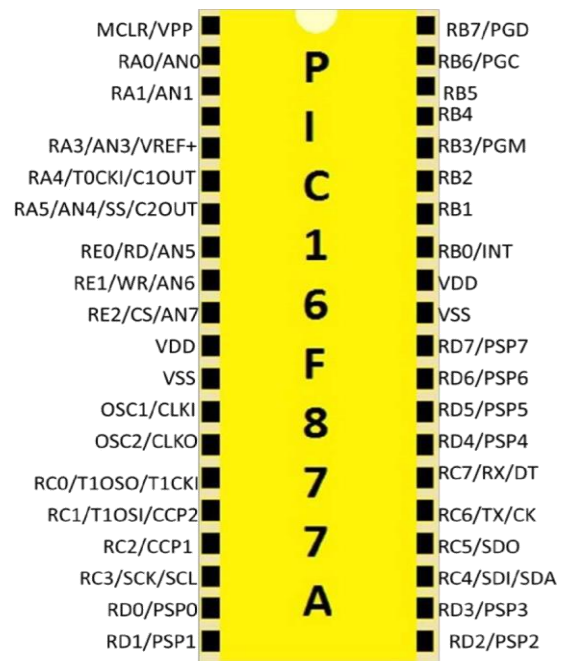 MCLR/VPP
RA0/AN0
RA1/AN1
RA3/AN3/VREF+
RA4/T0CKI/C1OUT
RA5/AN4/SS/C2OUT
RE0/RD/AN5
RE1/WR/AN6
RE2/CS/AN7
VDD
VSS
OSC1/CLKI
OSC2/CLKO
RC0/T1OSO/T1CKI
RC1/T1OSI/CCP2
RC2/CCP1
RC3/SCK/SCL
RD0/PSP0
RD1/PSP1
P
I
C
1
6
F
8
7
7
A
RB7/PGD
RB6/PGC
RB5
RB4
RB3/PGM
RB2
RB1
RB0/INT
VDD
VSS
RD7/PSP7
RD6/PSP6
RD5/PSP5
RD4/PSP4
RC7/RX/DT
RC6/TX/CK
RC5/SDO
RC4/SDI/SDA
RD3/PSP3
RD2/PSP2